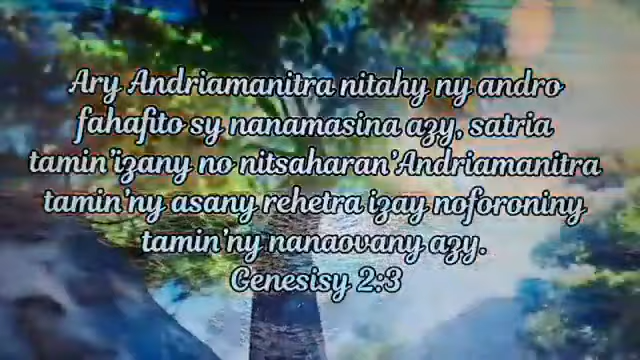 Ary Andriamanitra nitahy ny andro
fahafito sy nanamasina azy, satria
tamin'izany no nitsaharan'Andriamanitra
tamin'ny asany rehetra izay noforoniny
tamin'ny nanaovany azy.
Genesisy 2:3